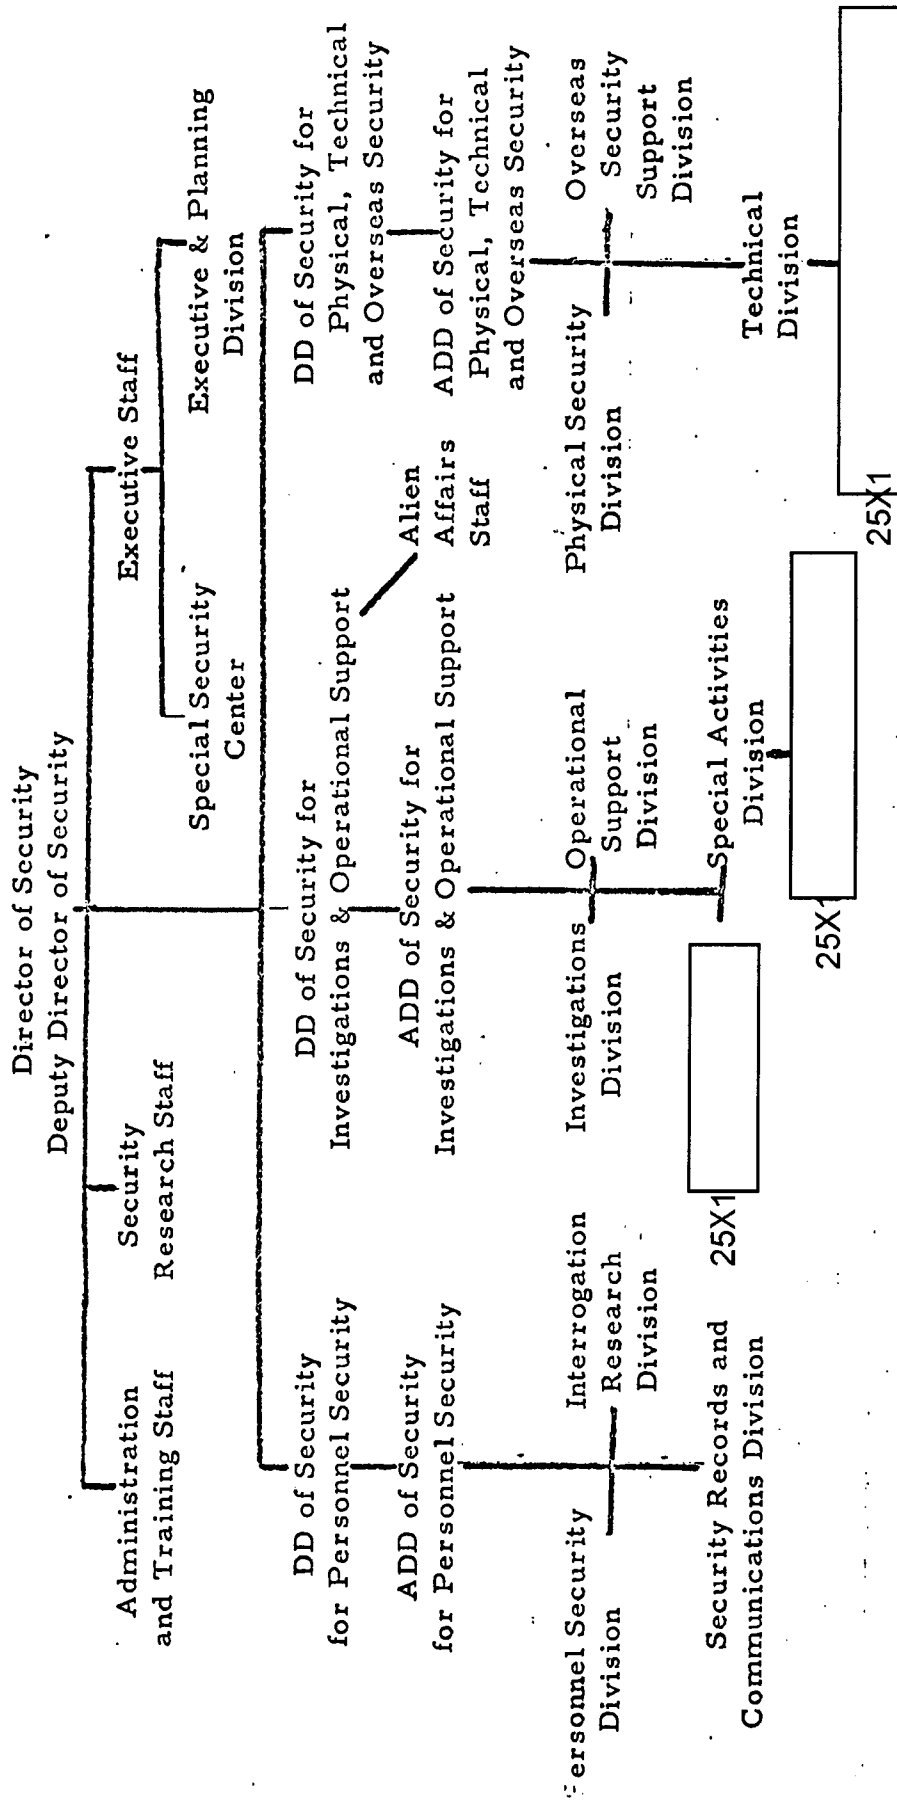 Director of Security
Deputy Director of Security
Administration
and Training Staff
Security
Research Staff
Executive Staff
Special Security
Center
Executive & Planning
Division
DD of Security
for Personnel Security
ADD of Security
for Personnel Security
DD of Security for
Investigations & Operational Support
Alien
Affairs
Staff
ADD of Security for
Investigations & Operational Support
DD of Security for
Physical, Technical
and Overseas Security
ADD of Security for
Physical, Technical
and Overseas Security
Personnel Security
Division
Interrogation
Research
Division
Security Records and
Communications Division
Investigations
Division
Operational
Support
Division
Special Activities
Division
Physical Security
Division
Overseas
Security
Support
Division
Technical
Division
25X1
25X1
25X1